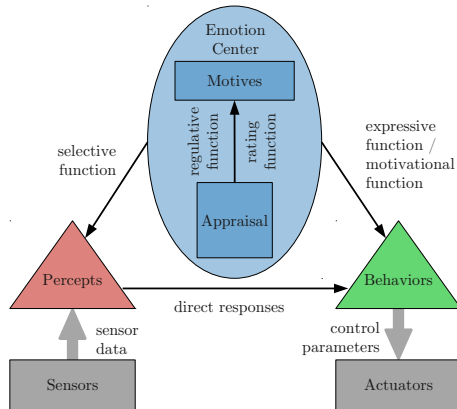 Emotion
Center
Motives
regulative
function
rating
function
Appraisal
selective
function
expressive
function /
motivational
function
Percepts
Behaviors
direct responses
sensor
data
control
parameters
Sensors
Actuators